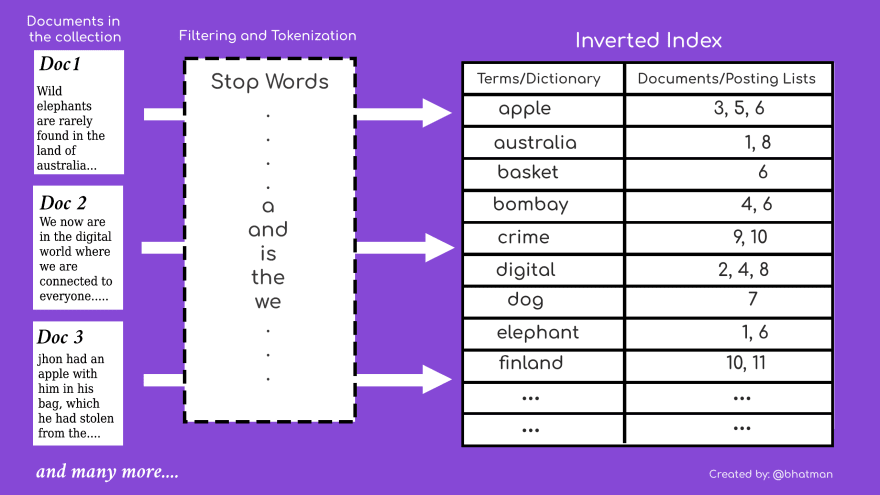 Documents in
the collection
Doc1
Wild
elephants
are rarely
found in the
land of
australia...
Doc 2
We now are
in the digital
world where
we are
connected to
everyone.....
Doc 3
jhon had an
apple with
him in his
bag, which
he had stolen
from the....
and many more....
Filtering and Tokenization
Stop Words
.
.
.
.
a
and
is
the
we
.
.
.
Inverted Index
Terms/Dictionary Documents/Posting Lists
apple 3, 5, 6
australia 1, 8
basket 6
bombay 4, 6
crime 9, 10
digital 2, 4, 8
dog 7
elephant 1, 6
finland 10, 11
... ...
... ...
Created by: @bhatman